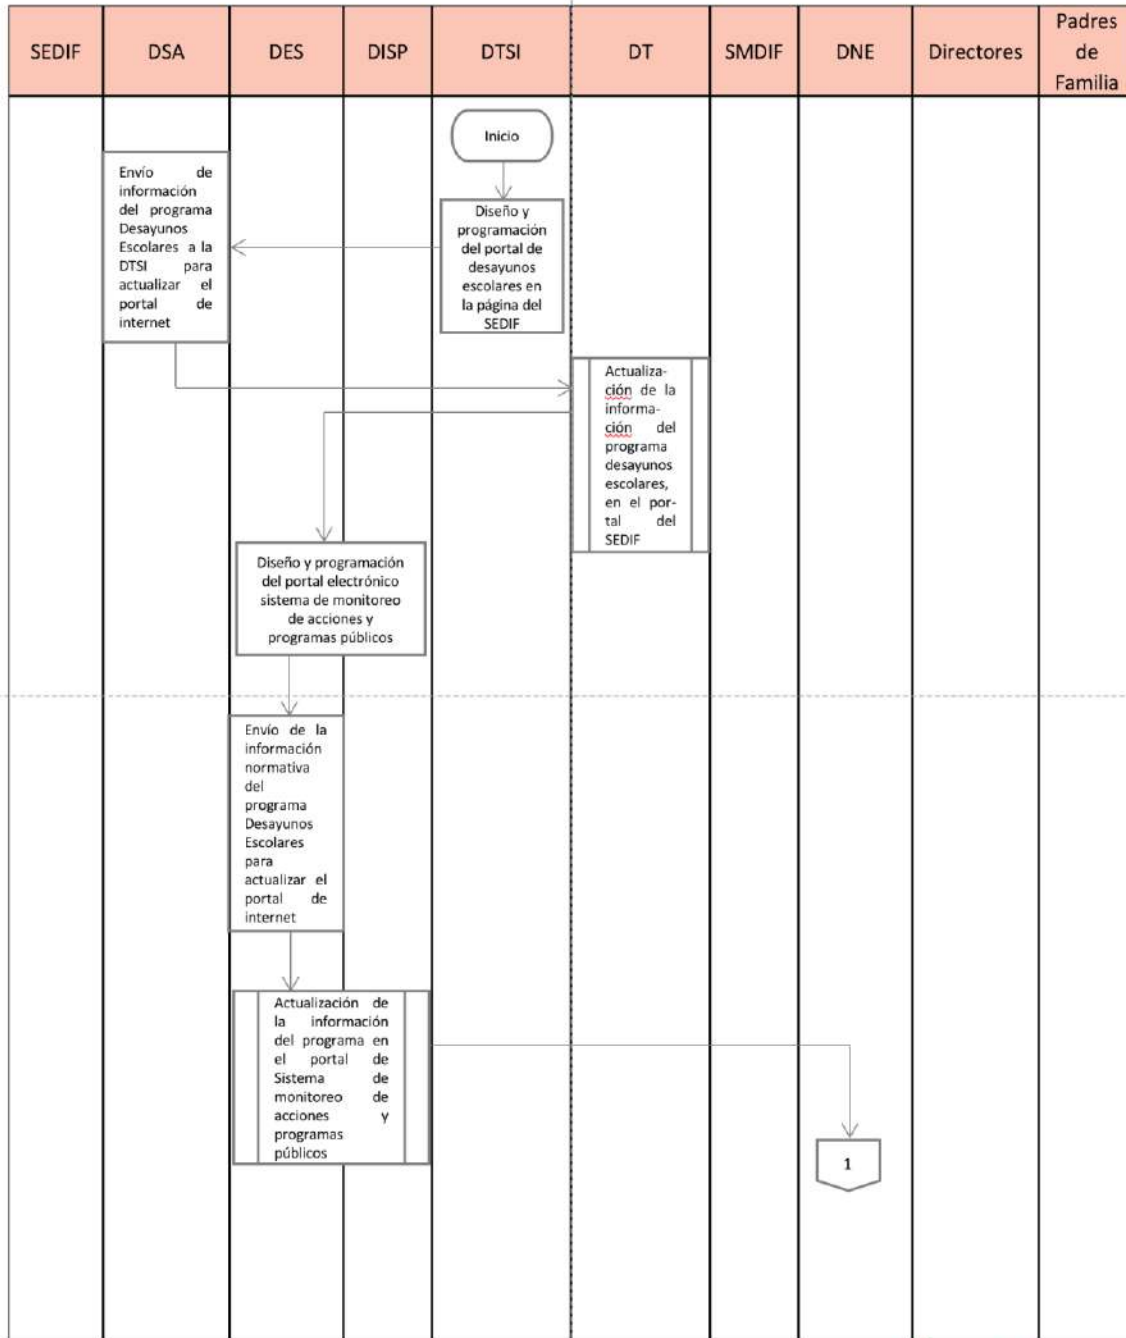 SEDIF
DSA
DES
DISP
DTSI
DT
SMDIF
DNE
Directores
Padres
de
Familia
Inicio
Diseño y
programación
del portal de
desayunos
escolares en
la página del
SEDIF
Envío de
información
del programa
Desayunos
Escolares a la
DTSI para
actualizar el
portal de
internet
Actualiza-
ción de la
informa-
ción del
programa
desayunos
escolares,
en el por-
tal del
SEDIF
Diseño y programación
del portal electrónico
sistema de monitoreo
de acciones y
programas públicos
Envío de la
información
normativa
del
programa
Desayunos
Escolares
para
actualizar el
portal de
internet
Actualización de
la información
del programa en
el portal de
Sistema de
monitoreo de
acciones y
programas
públicos
1